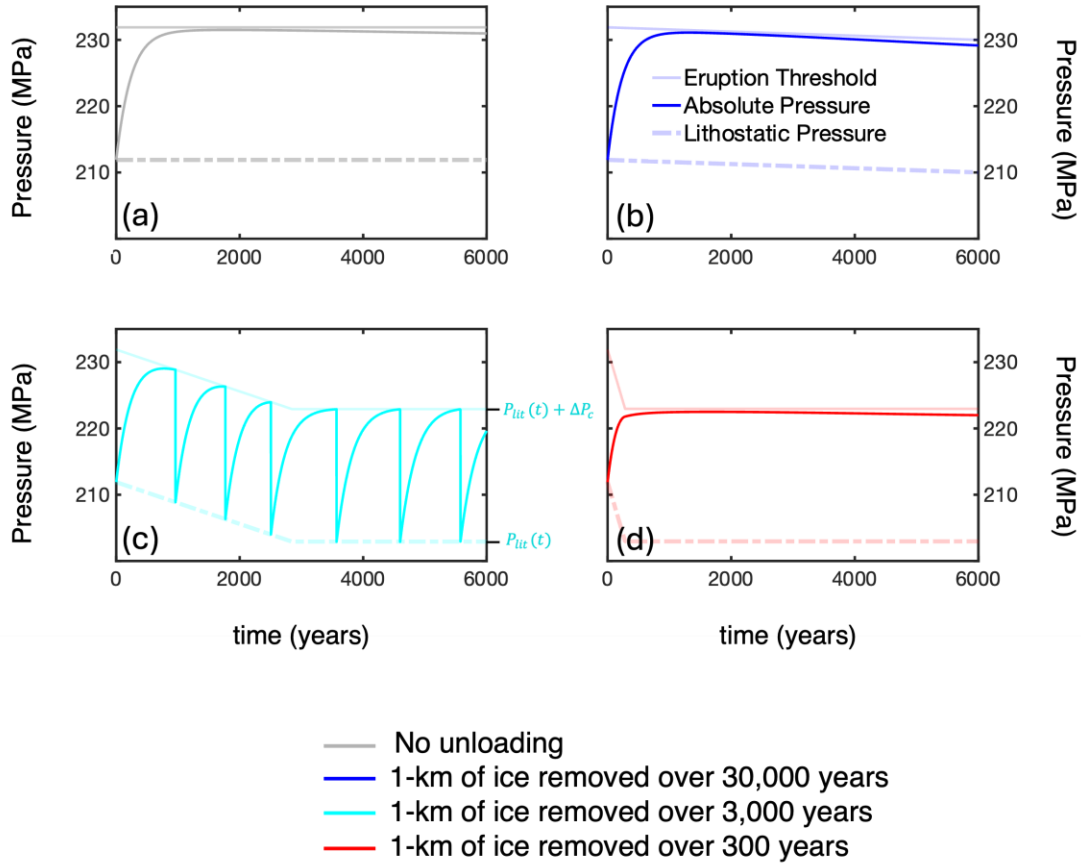 Pressure (MPa)
230
220
210
(a)
0
2000
4000
6000
230
220
210
Pressure (MPa)
Eruption Threshold
Absolute Pressure
Lithostatic Pressure
(b)
0
2000
4000
6000
Pressure (MPa)
230
220
210
(c)
P_lit(t) + ΔP_c
P_lit(t)
0
2000
4000
6000
time (years)
230
220
210
Pressure (MPa)
(d)
0
2000
4000
6000
time (years)
No unloading
1-km of ice removed over 30,000 years
1-km of ice removed over 3,000 years
1-km of ice removed over 300 years